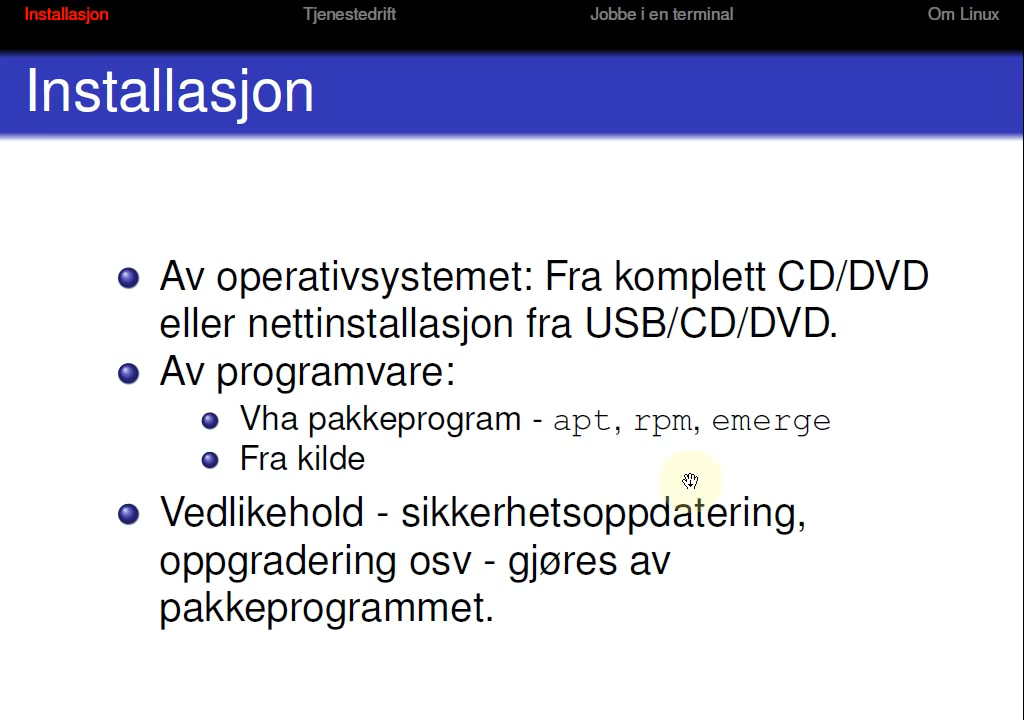 Installasjon Tjenestedrift Jobbe i en terminal Om Linux
Installasjon
Av operativsystemet: Fra komplett CD/DVD
eller nettinstallasjon fra USB/CD/DVD.
Av programvare:
Vha pakkeprogram - apt, rpm, emerge
Fra kilde
Vedlikehold - sikkerhetsoppdatering,
oppgradering osv - gjøres av
pakkeprogrammet.